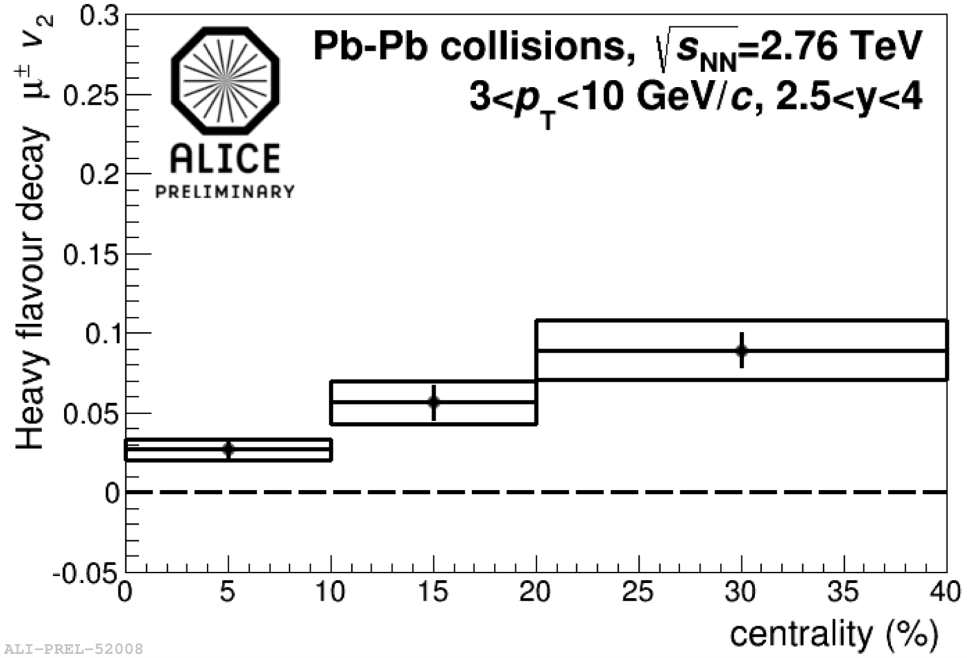 Pb-Pb collisions, √sNN=2.76 TeV
3<pT<10 GeV/c, 2.5<y<4
ALICE
PRELIMINARY
Heavy flavour decay μ± v2
0.3
0.25
0.2
0.15
0.1
0.05
0
-0.05
0 5 10 15 20 25 30 35 40
centrality (%)
ALI-PREL-52008